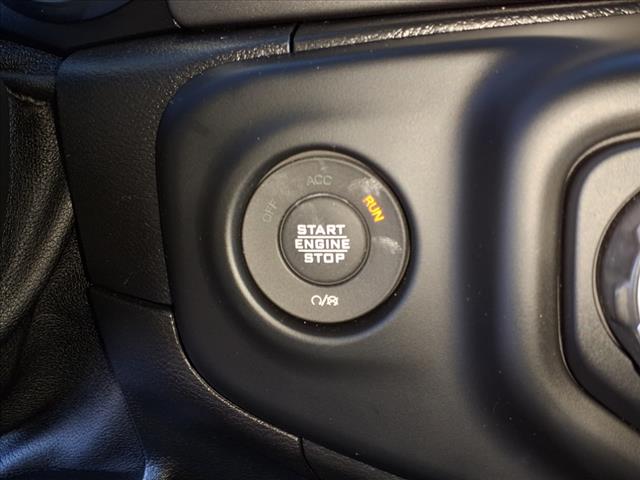 OFF
ACC
RUN
START
ENGINE
STOP